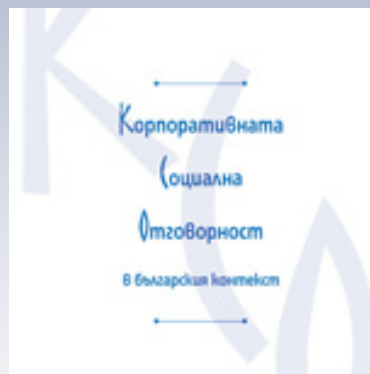 Корпоративната
Социална
Отговорност
в българския контекст